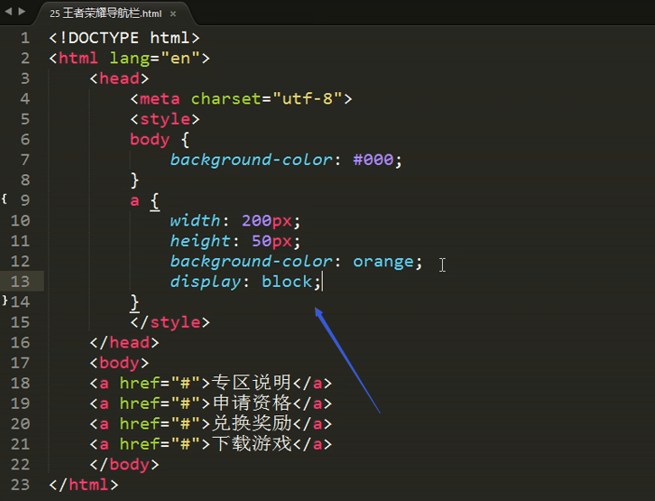 25 王者荣耀导航栏.html ×
1 <!DOCTYPE html>
2 <html lang="en">
3 <head>
4 <meta charset="utf-8">
5 <style>
6 body {
7 background-color: #000;
8 }
{ 9 a {
10 width: 200px;
11 height: 50px;
12 background-color: orange;
13 display: block;
} 14 }
15 </style>
16 </head>
17 <body>
18 <a href="#">专区说明</a>
19 <a href="#">申请资格</a>
20 <a href="#">兑换奖励</a>
21 <a href="#">下载游戏</a>
22 </body>
23 </html>